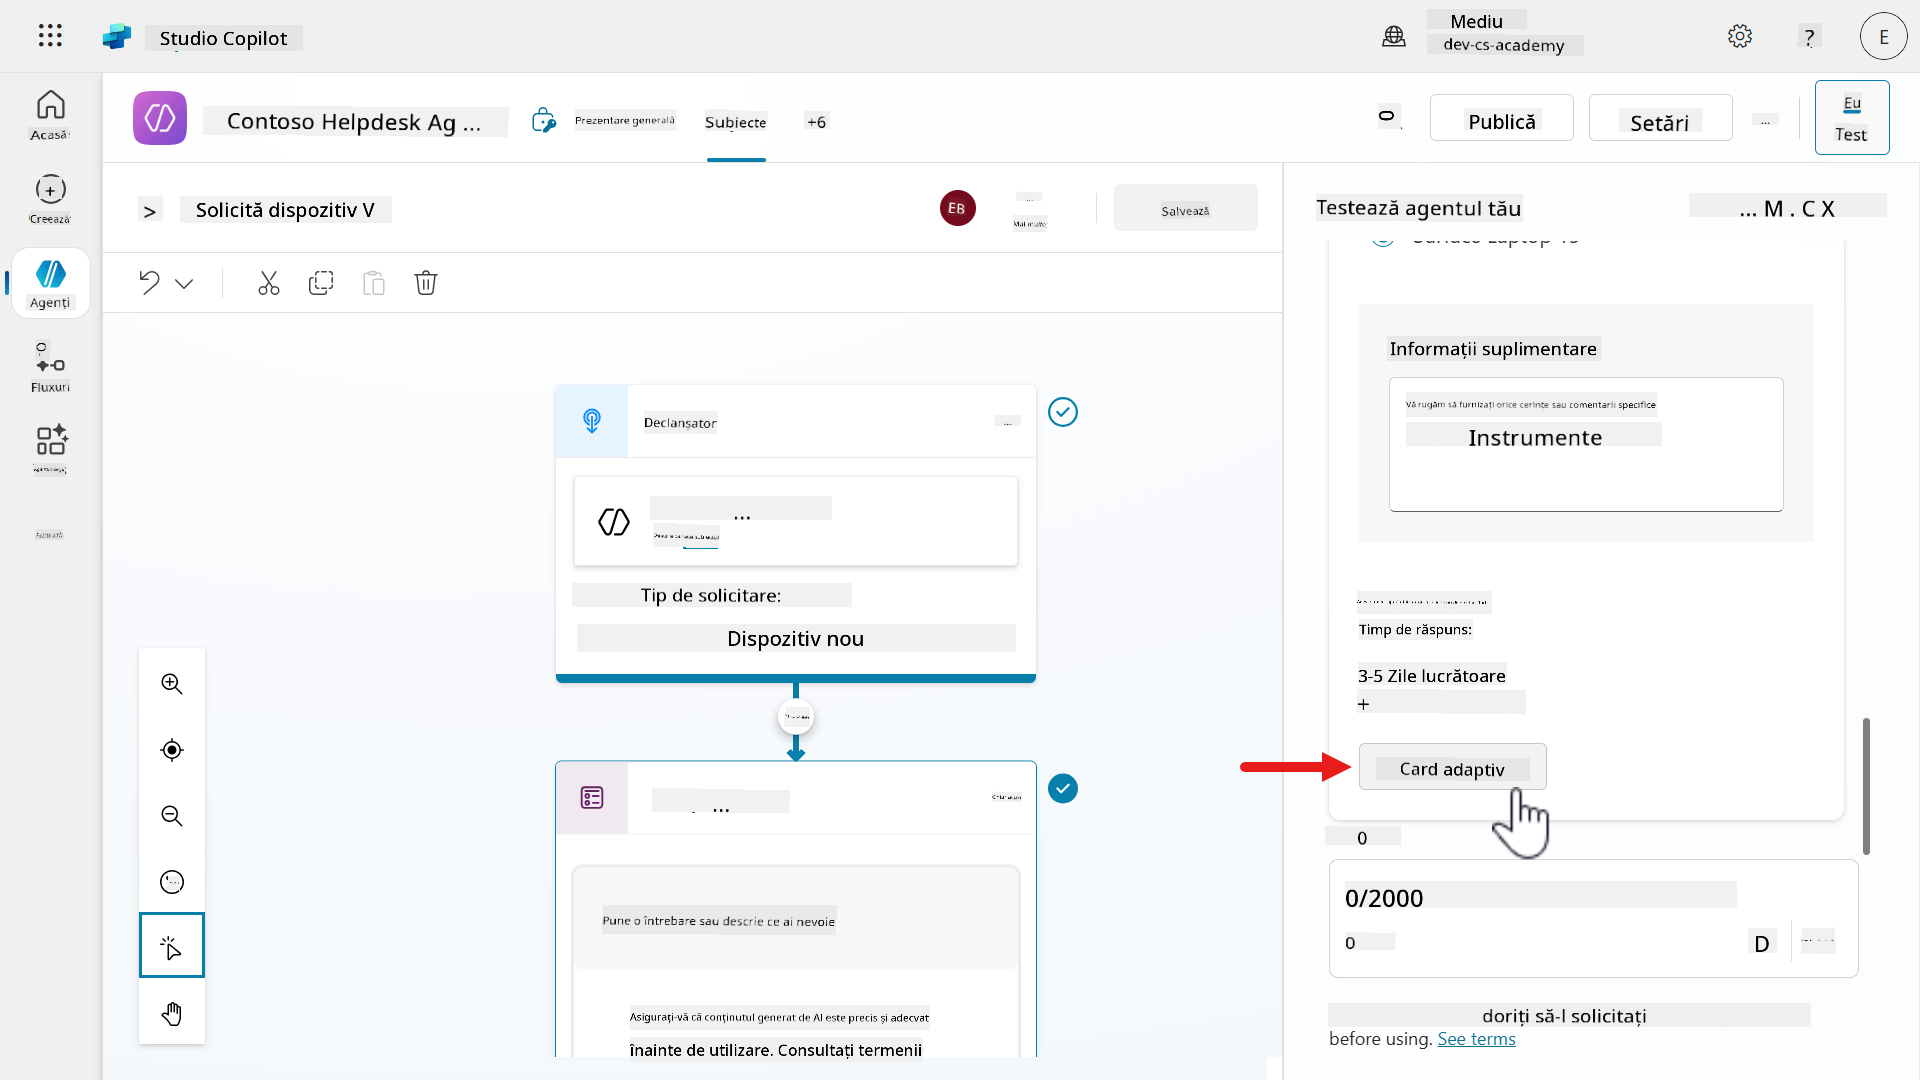 Studio Copilot
Mediu
dev-cs-academy
?
E
Acasă
Creează
Agenți
Fluxuri
Contoso Helpdesk Ag ...
Prezentare generală
Subiecte
+6
Publică
Setări
...
Eu
Test
> Solicită dispozitiv V
EB
...
Mai multe
Salvează
Declanșator
...
...
Tip de solicitare:
Dispozitiv nou
...
Pune o întrebare sau descrie ce ai nevoie
Asigurați-vă că conținutul generat de AI este precis și adecvat
înainte de utilizare. Consultați termenii
Testează agentul tău
... M . C X
Informații suplimentare
Vă rugăm să furnizați orice cerințe sau comentarii specifice
Instrumente
Timp de răspuns:
3-5 Zile lucrătoare
+
Card adaptiv
0
0/2000
0
D
doriți să-l solicitați
before using. See terms